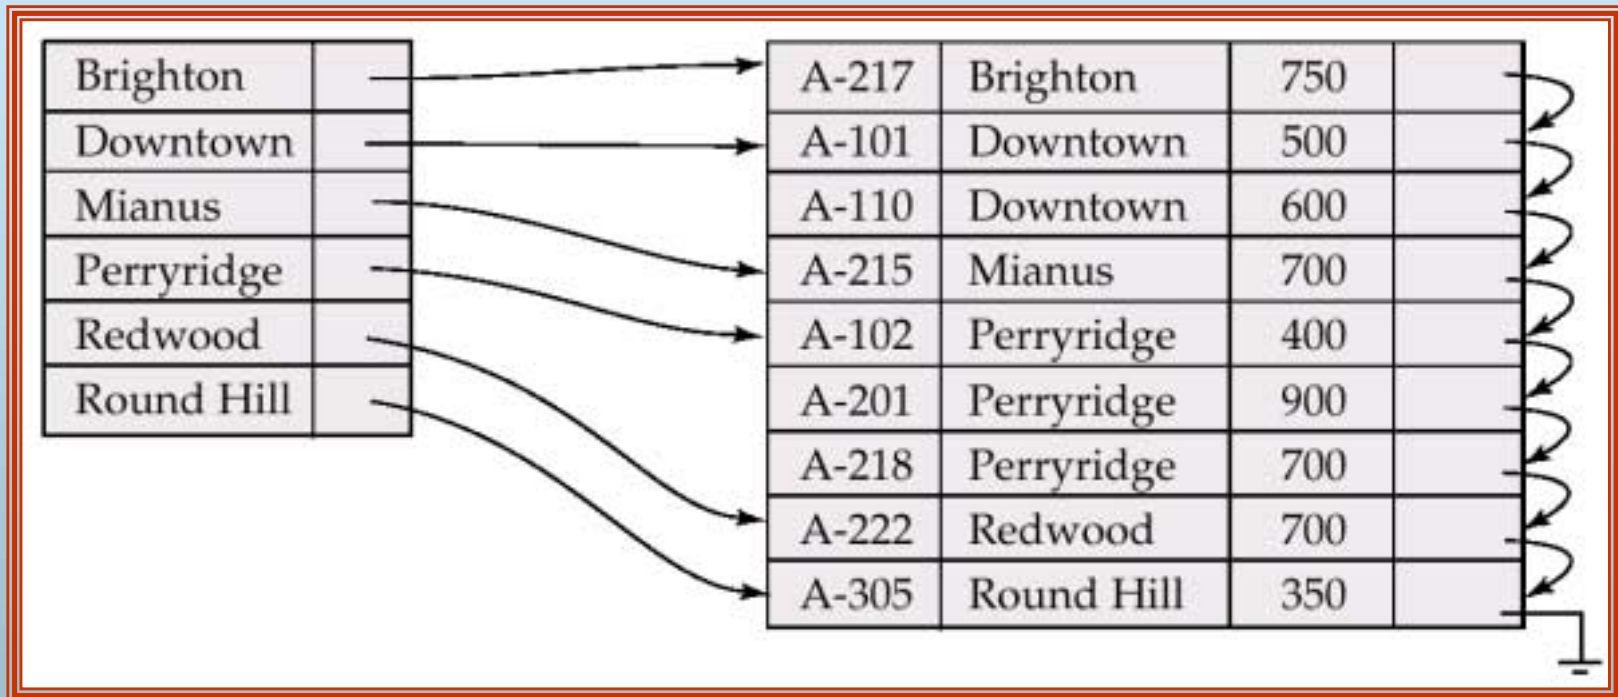 Brighton
Downtown
Mianus
Perryridge
Redwood
Round Hill
A-217 Brighton 750
A-101 Downtown 500
A-110 Downtown 600
A-215 Mianus 700
A-102 Perryridge 400
A-201 Perryridge 900
A-218 Perryridge 700
A-222 Redwood 700
A-305 Round Hill 350